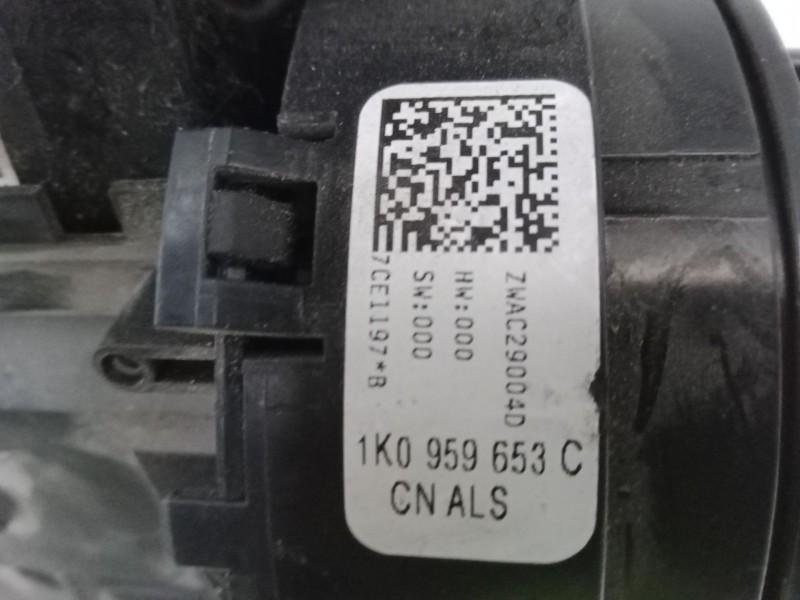 ZWAC29004D
HW:000
SW:000
7CE1197*B
1K0 959 653 C
CN ALS